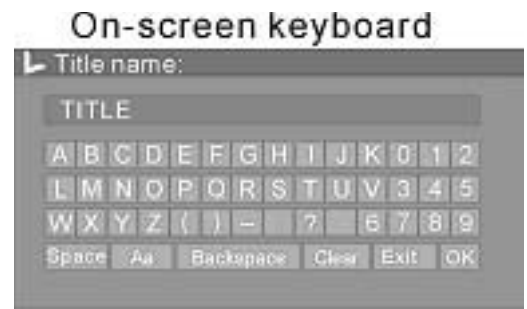 On-screen keyboard
Title name:
TITLE
A B C D E F G H I J K 0 1 2
L M N O P Q R S T U V 3 4 5
W X Y Z ( ) – ? 6 7 8 9
Space Aa Backspace Clear Exit OK